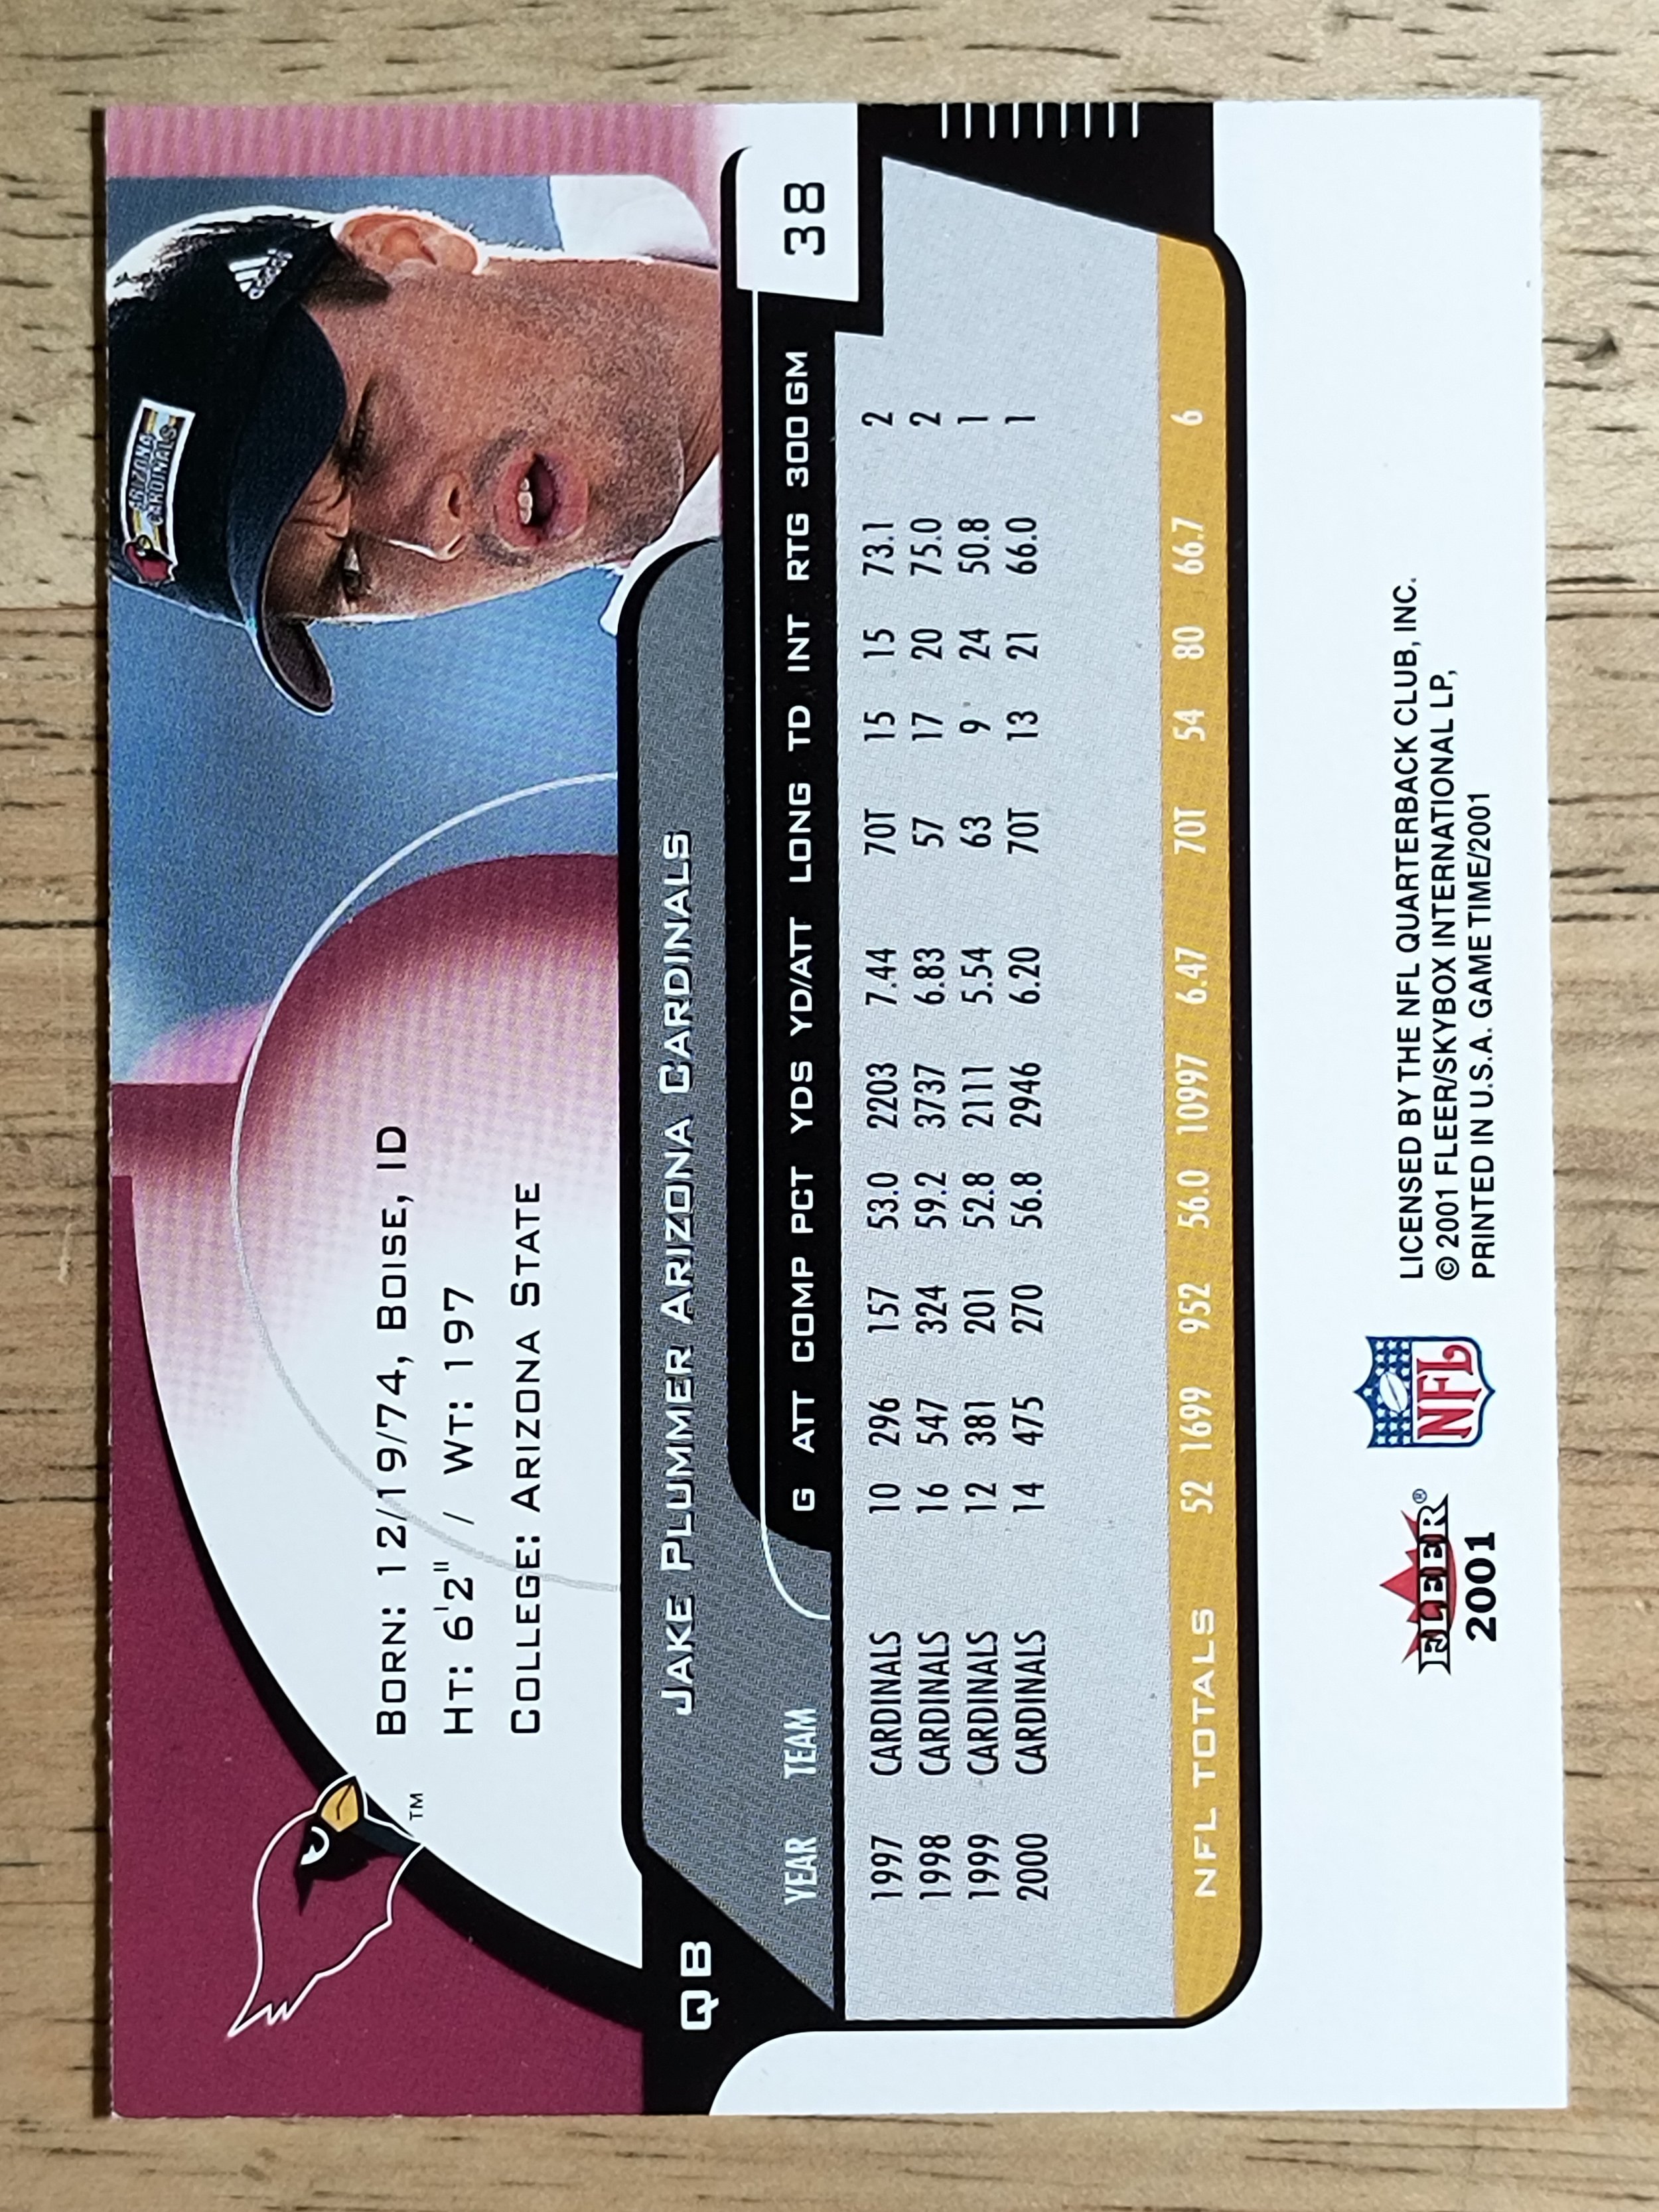 adidas
ARIZONA
CARDINALS
™
BORN: 12/19/74, BOISE, ID
HT: 6'2" / WT: 197
COLLEGE: ARIZONA STATE
QB
JAKE PLUMMER ARIZONA CARDINALS
38
YEAR TEAM G ATT COMP PCT YDS YD/ATT LONG TD INT RTG 300 GM
1997 CARDINALS 10 296 157 53.0 2203 7.44 70T 15 15 73.1 2
1998 CARDINALS 16 547 324 59.2 3737 6.83 57 17 20 75.0 2
1999 CARDINALS 12 381 201 52.8 2111 5.54 63 9 24 50.8 1
2000 CARDINALS 14 475 270 56.8 2946 6.20 70T 13 21 66.0 1
NFL TOTALS 52 1699 952 56.0 10997 6.47 70T 54 80 66.7 6
FLEER®
2001
NFL
LICENSED BY THE NFL QUARTERBACK CLUB, INC.
© 2001 FLEER/SKYBOX INTERNATIONAL LP,
PRINTED IN U.S.A. GAME TIME/2001